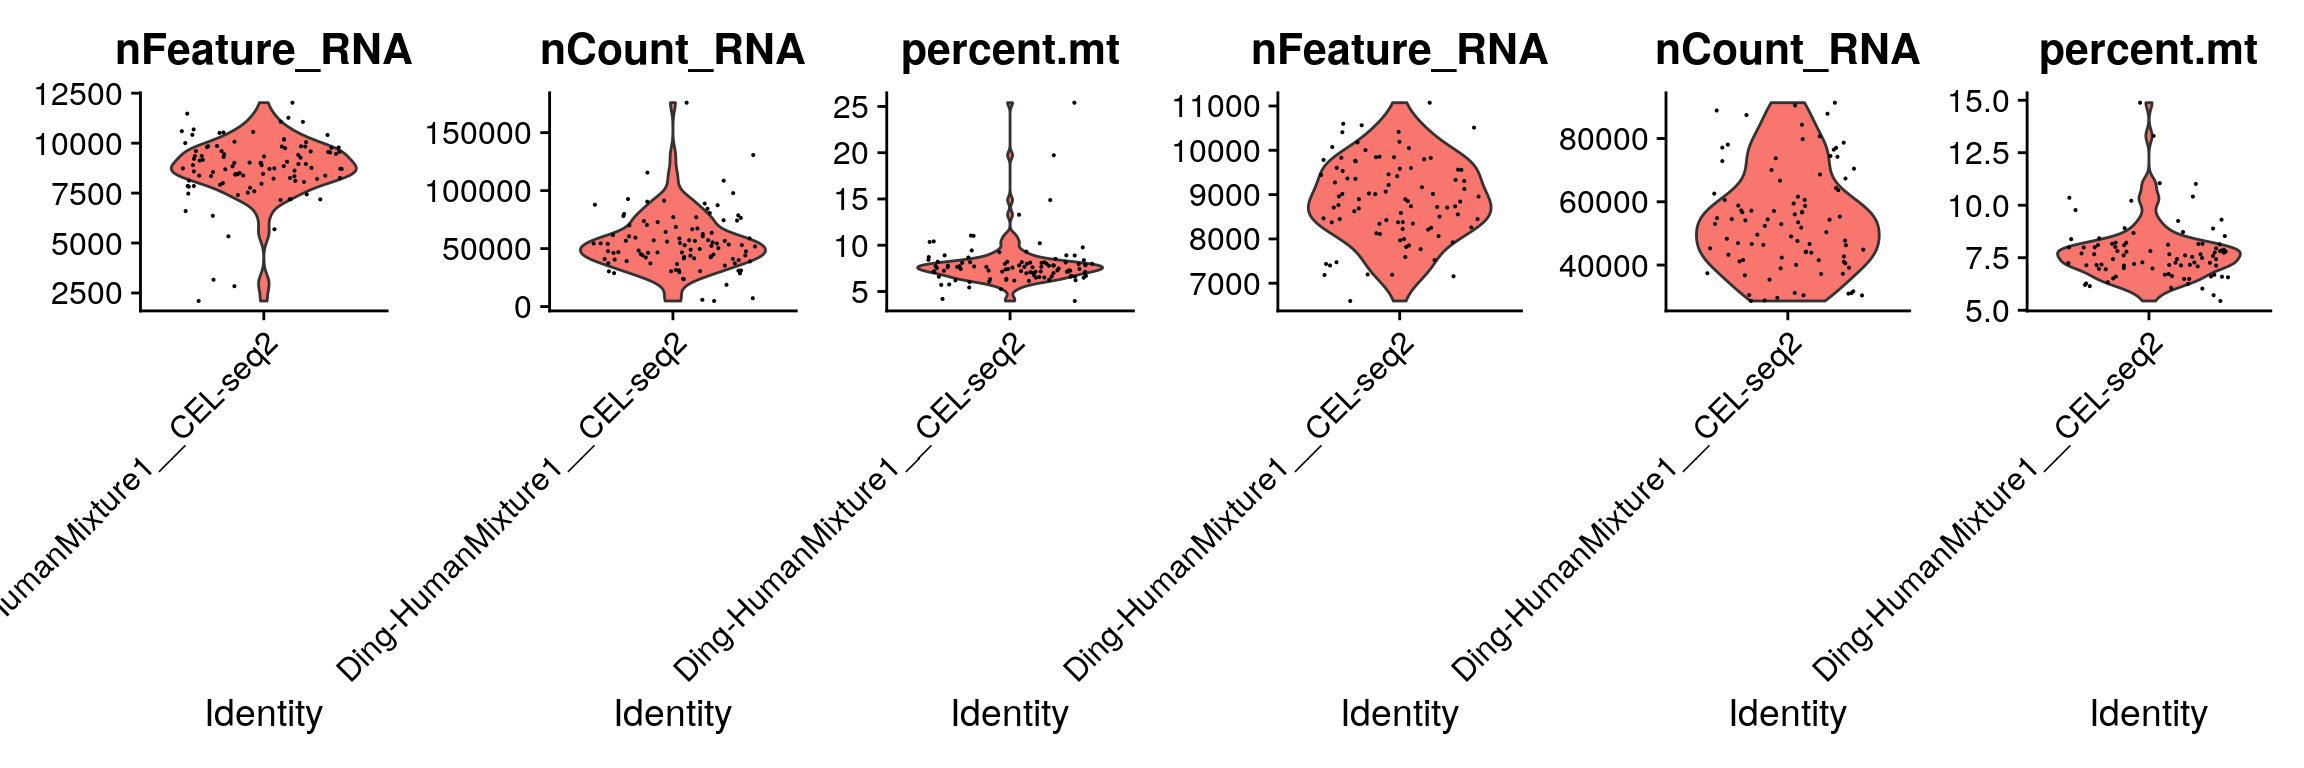 nFeature_RNA
12500
10000
7500
5000
2500
HumanMixture1__CEL-seq2
Identity
nCount_RNA
150000
100000
50000
0
Ding-HumanMixture1__CEL-seq2
Identity
percent.mt
25
20
15
10
5
Ding-HumanMixture1__CEL-seq2
Identity
nFeature_RNA
11000
10000
9000
8000
7000
Ding-HumanMixture1__CEL-seq2
Identity
nCount_RNA
80000
60000
40000
Ding-HumanMixture1__CEL-seq2
Identity
percent.mt
15.0
12.5
10.0
7.5
5.0
Ding-HumanMixture1__CEL-seq2
Identity